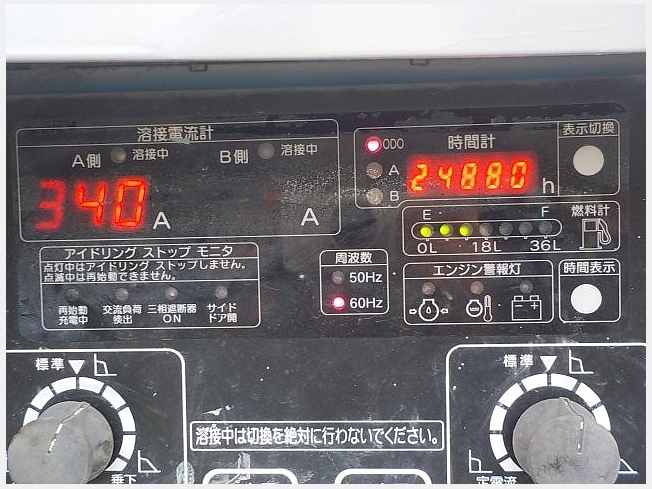 溶接電流計
A側 溶接中 B側 溶接中
340 A A
ODO
A
B
時間計
24880 h
表示切換
E F
0L 18L 36L
燃料計
アイドリング ストップ モニタ
点灯中はアイドリング ストップしません。
点滅中は再始動できません。
再始動
充電中
交流負荷
検出
三相遮断器
ON
サイド
ドア開
周波数
50Hz
60Hz
エンジン警報灯
時間表示
標準
垂下
溶接中は切換を絶対に行わないでください。
標準
定電流